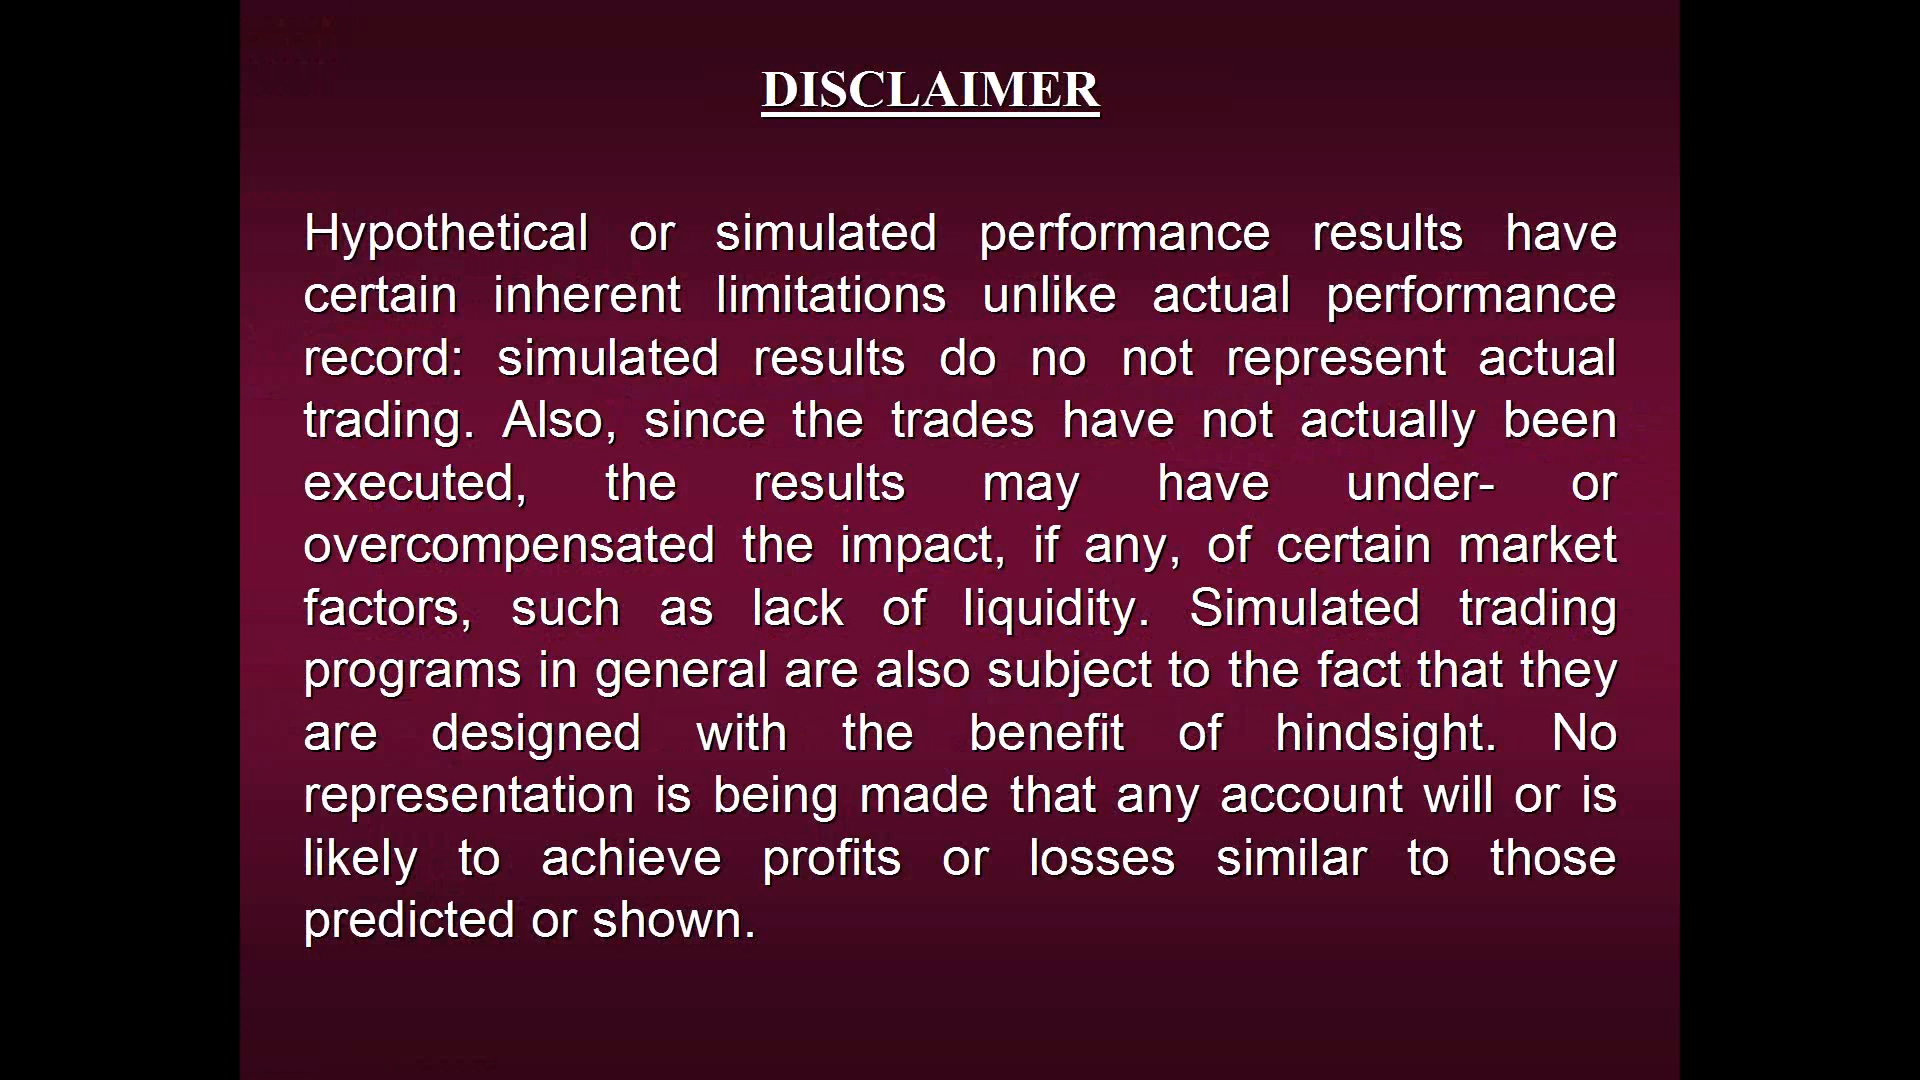 DISCLAIMER
Hypothetical or simulated performance results have
certain inherent limitations unlike actual performance
record: simulated results do no not represent actual
trading. Also, since the trades have not actually been
executed, the results may have under- or
overcompensated the impact, if any, of certain market
factors, such as lack of liquidity. Simulated trading
programs in general are also subject to the fact that they
are designed with the benefit of hindsight. No
representation is being made that any account will or is
likely to achieve profits or losses similar to those
predicted or shown.